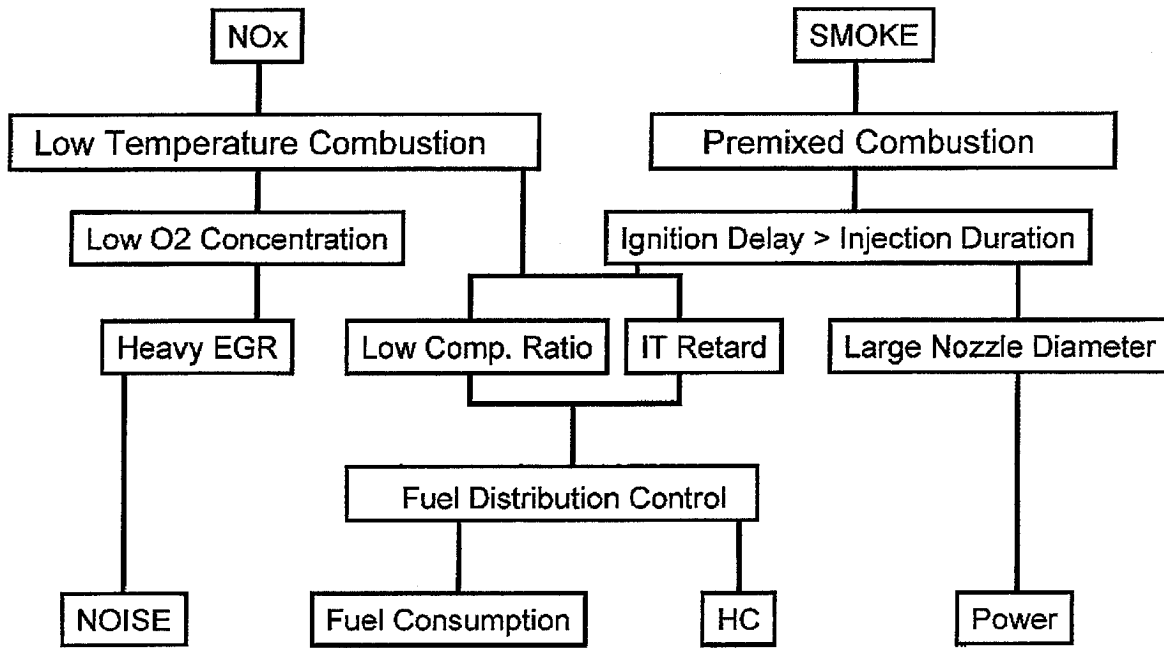 NOx
SMOKE
Low Temperature Combustion
Premixed Combustion
Low O2 Concentration
Ignition Delay > Injection Duration
Heavy EGR
Low Comp. Ratio
IT Retard
Large Nozzle Diameter
Fuel Distribution Control
NOISE
Fuel Consumption
HC
Power